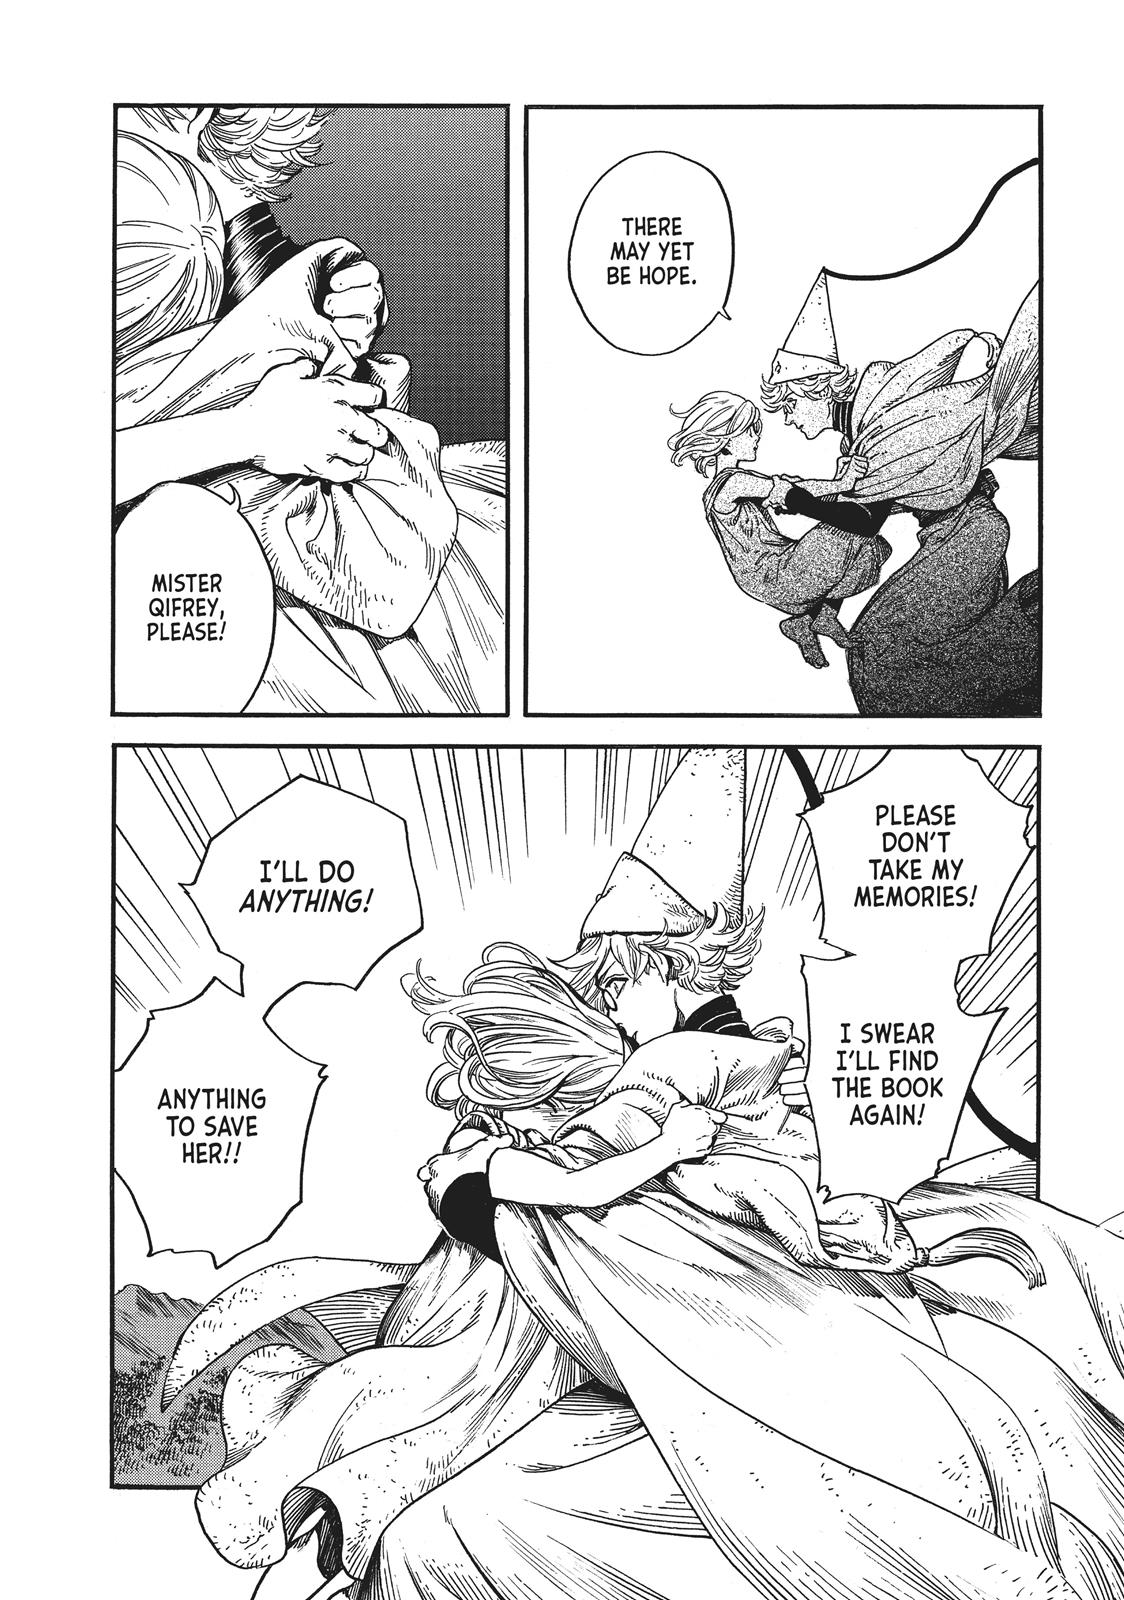 THERE
MAY YET
BE HOPE.
MISTER
QIFREY,
PLEASE!
PLEASE
DON'T
TAKE MY
MEMORIES!
I SWEAR
I'LL FIND
THE BOOK
AGAIN!
I'LL DO
ANYTHING!
ANYTHING
TO SAVE
HER!!